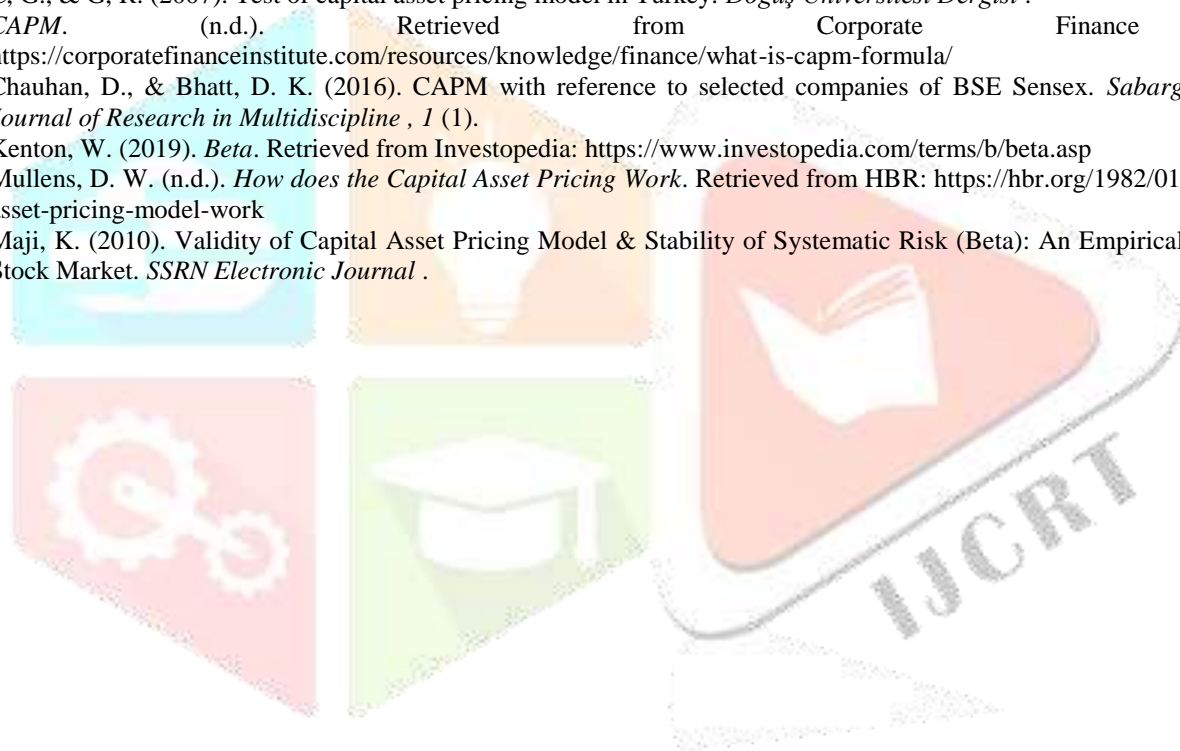 G., & G, R. (2007). Test of capital asset pricing model in Turkey. Doğuş Üniversitesi Dergisi .
CAPM. (n.d.). Retrieved from Corporate Finance
https://corporatefinanceinstitute.com/resources/knowledge/finance/what-is-capm-formula/
Chauhan, D., & Bhatt, D. K. (2016). CAPM with reference to selected companies of BSE Sensex. Sabarg
Journal of Research in Multidiscipline , 1 (1).
Kenton, W. (2019). Beta. Retrieved from Investopedia: https://www.investopedia.com/terms/b/beta.asp
Mullens, D. W. (n.d.). How does the Capital Asset Pricing Work. Retrieved from HBR: https://hbr.org/1982/01
asset-pricing-model-work
Maji, K. (2010). Validity of Capital Asset Pricing Model & Stability of Systematic Risk (Beta): An Empirical
Stock Market. SSRN Electronic Journal .
IJCRT